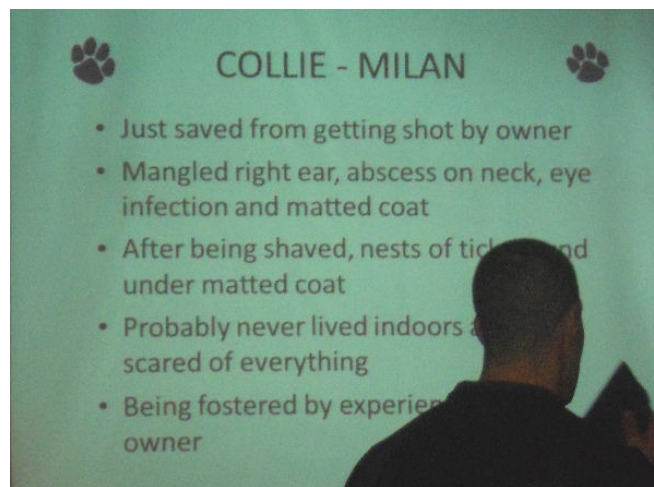 COLLIE - MILAN
• Just saved from getting shot by owner
• Mangled right ear, abscess on neck, eye
infection and matted coat
• After being shaved, nests of
under matted coat
• Probably never lived indoors
scared of everything
• Being fostered by
owner